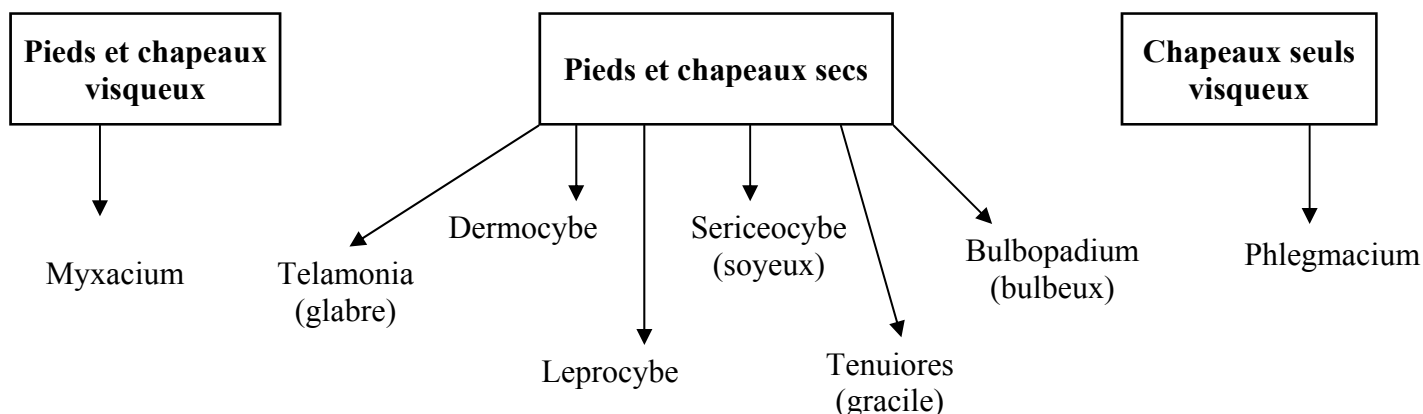 Pieds et chapeaux
visqueux
Pieds et chapeaux secs
Chapeaux seuls
visqueux
Myxacium
Telamonia
(glabre)
Dermocybe
Leprocybe
Sericeocybe
(soyeux)
Tenuiores
(gracile)
Bulbopadium
(bulbeux)
Phlegmacium